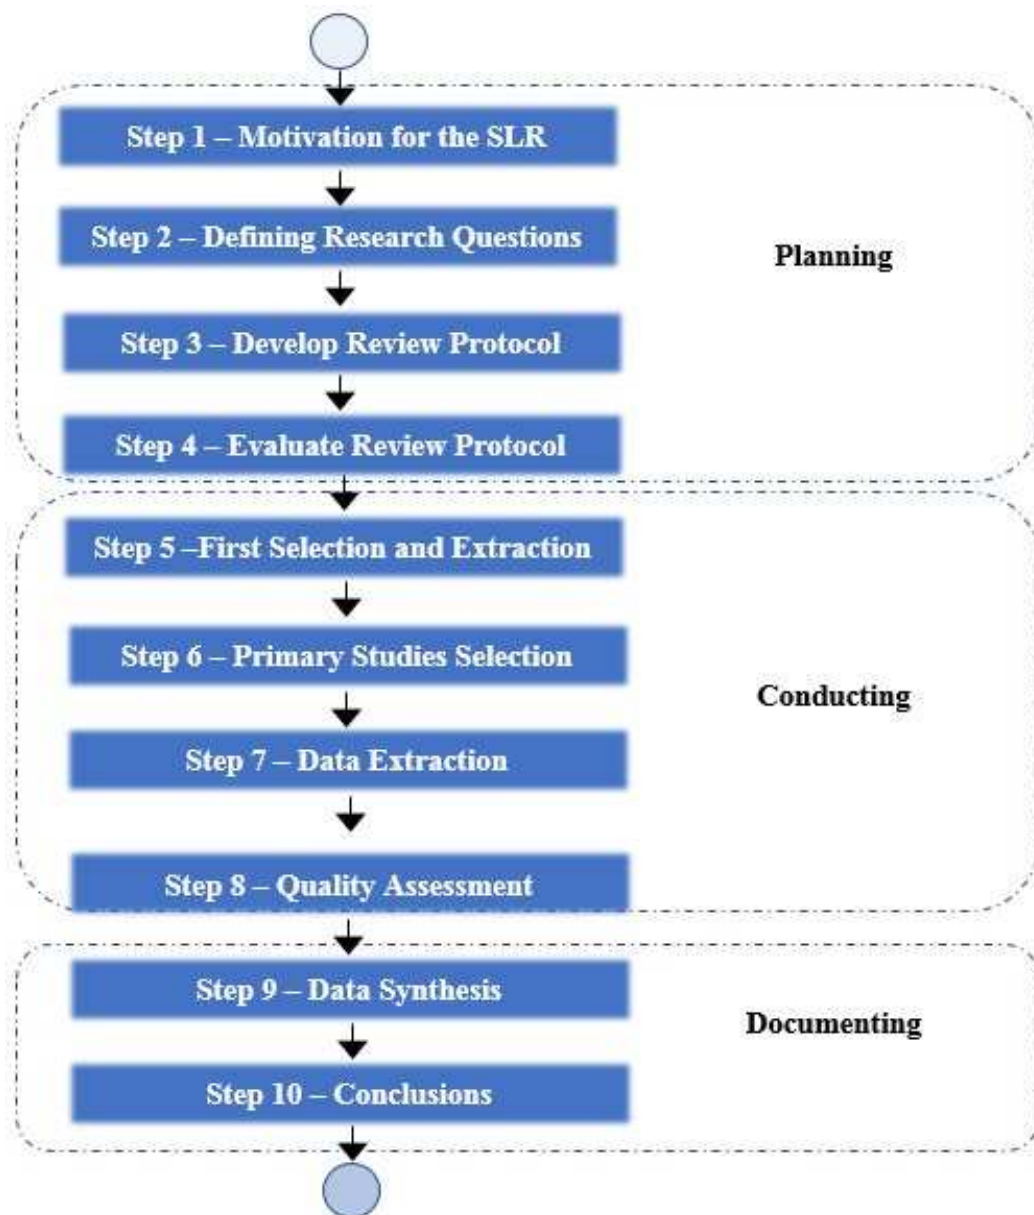 Step 1 – Motivation for the SLR
Step 2 – Defining Research Questions
Planning
Step 3 – Develop Review Protocol
Step 4 – Evaluate Review Protocol
Step 5 –First Selection and Extraction
Step 6 – Primary Studies Selection
Conducting
Step 7 – Data Extraction
Step 8 – Quality Assessment
Step 9 – Data Synthesis
Documenting
Step 10 – Conclusions